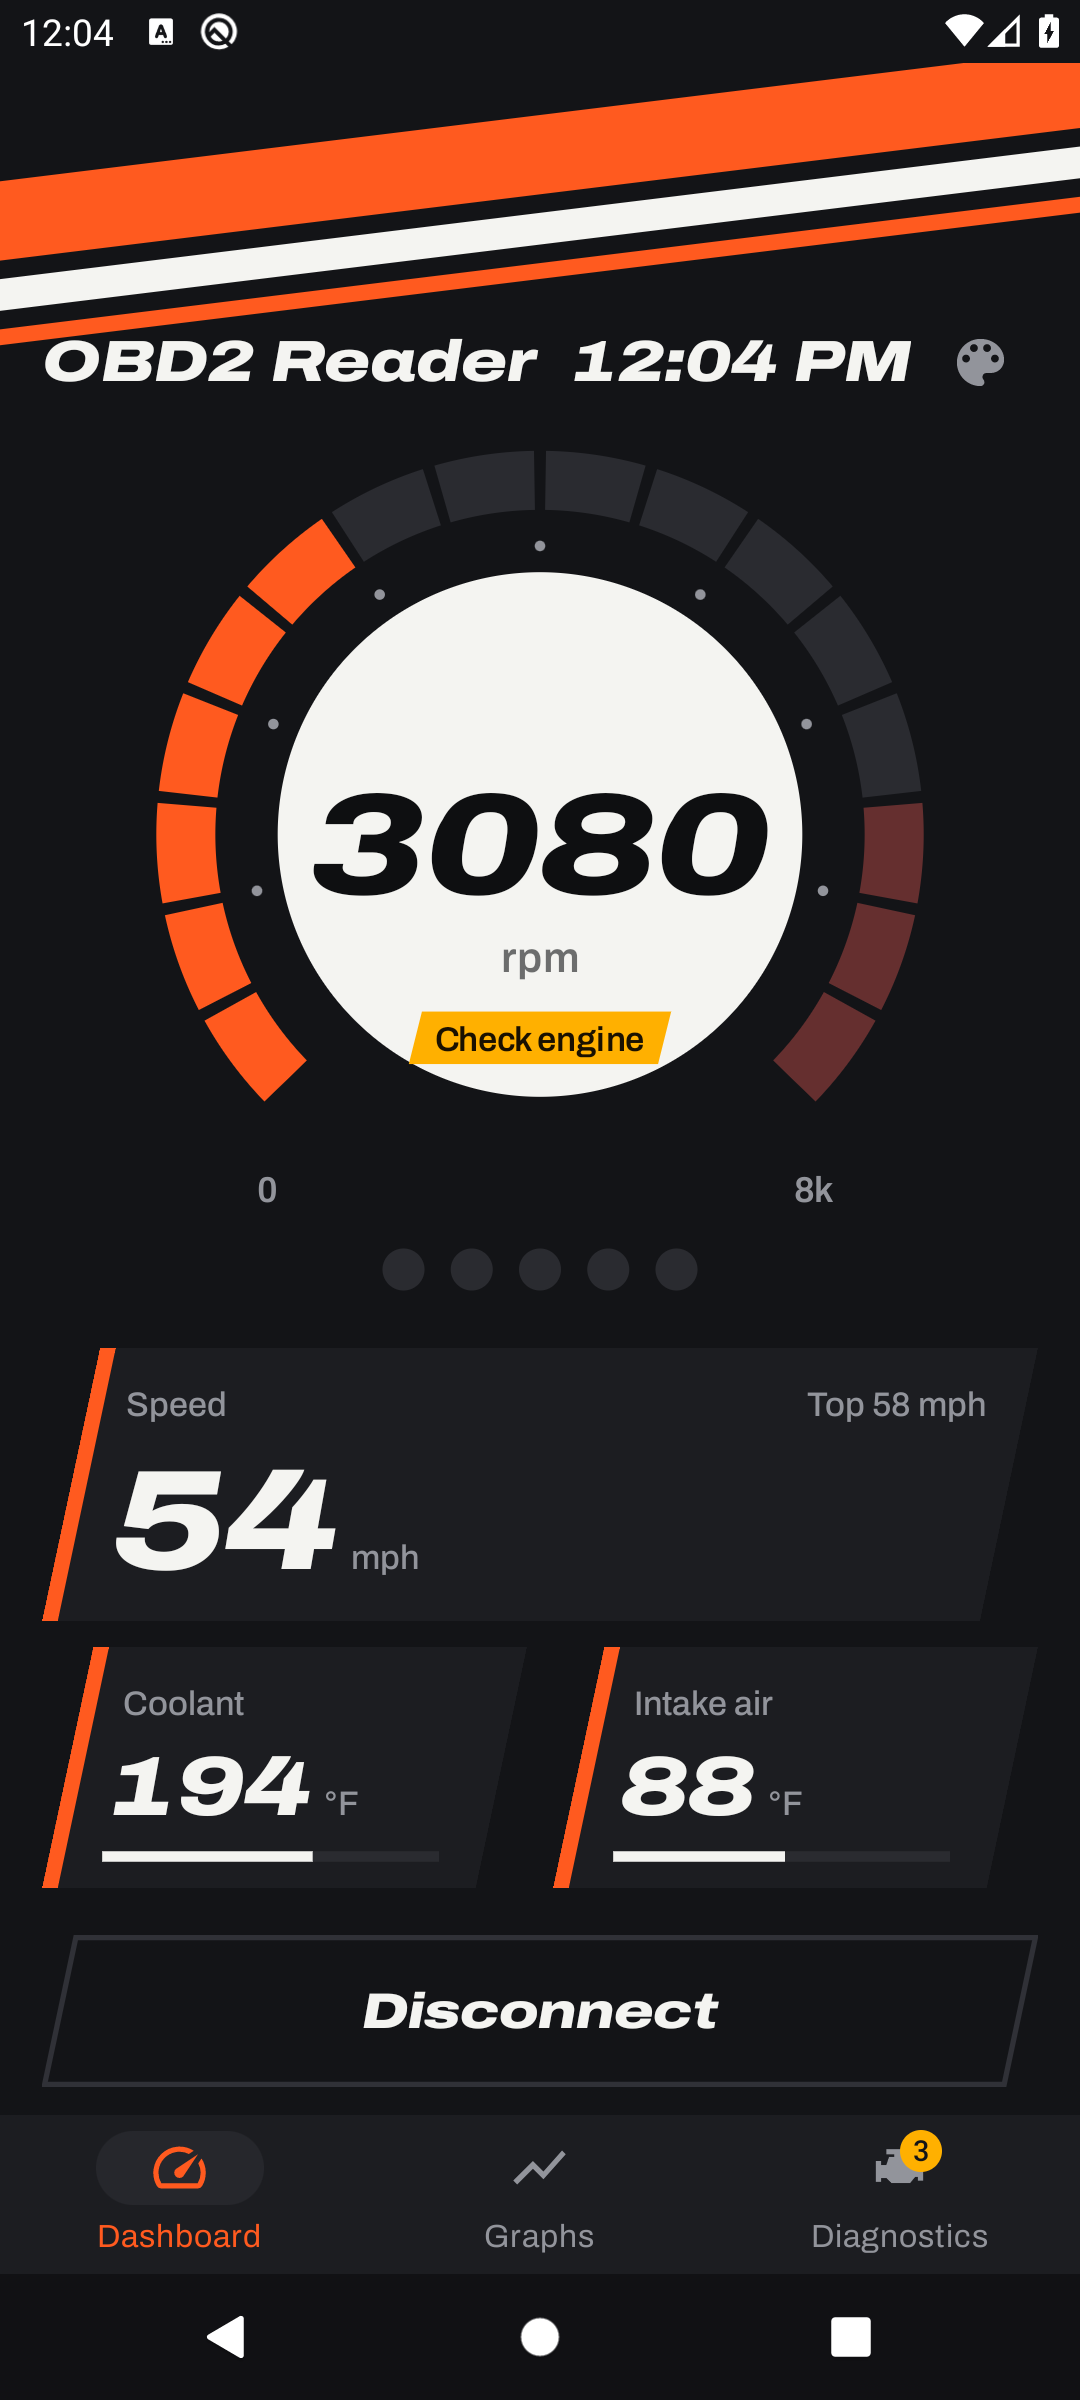 12:04
OBD2 Reader 12:04 PM
3080
rpm
Check engine
0 8k
Speed Top 58 mph
54 mph
Coolant Intake air
194 °F 88 °F
Disconnect
3
Dashboard Graphs Diagnostics